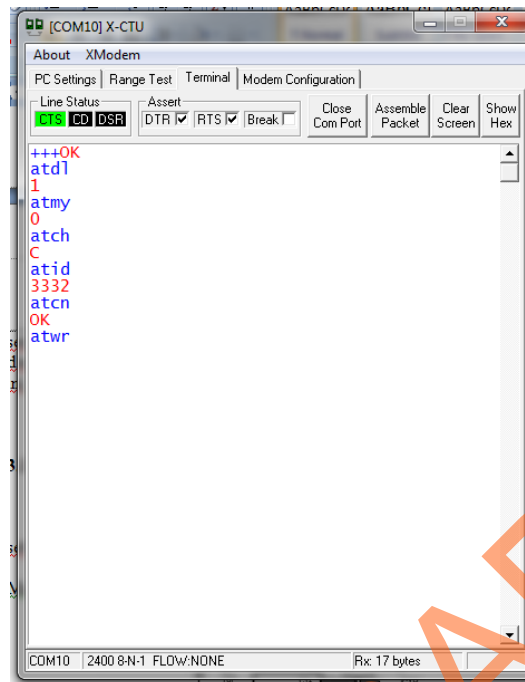 [COM10] X-CTU
About XModem
PC Settings Range Test Terminal Modem Configuration
Line Status
CTS CD DSR
Assert
DTR RTS Break
Close Com Port
Assemble Packet
Clear Screen
Show Hex
+++OK
atdl
1
atmy
0
atch
C
atid
3332
atcn
OK
atwr
COM10 2400 8-N-1 FLOW:NONE Rx: 17 bytes